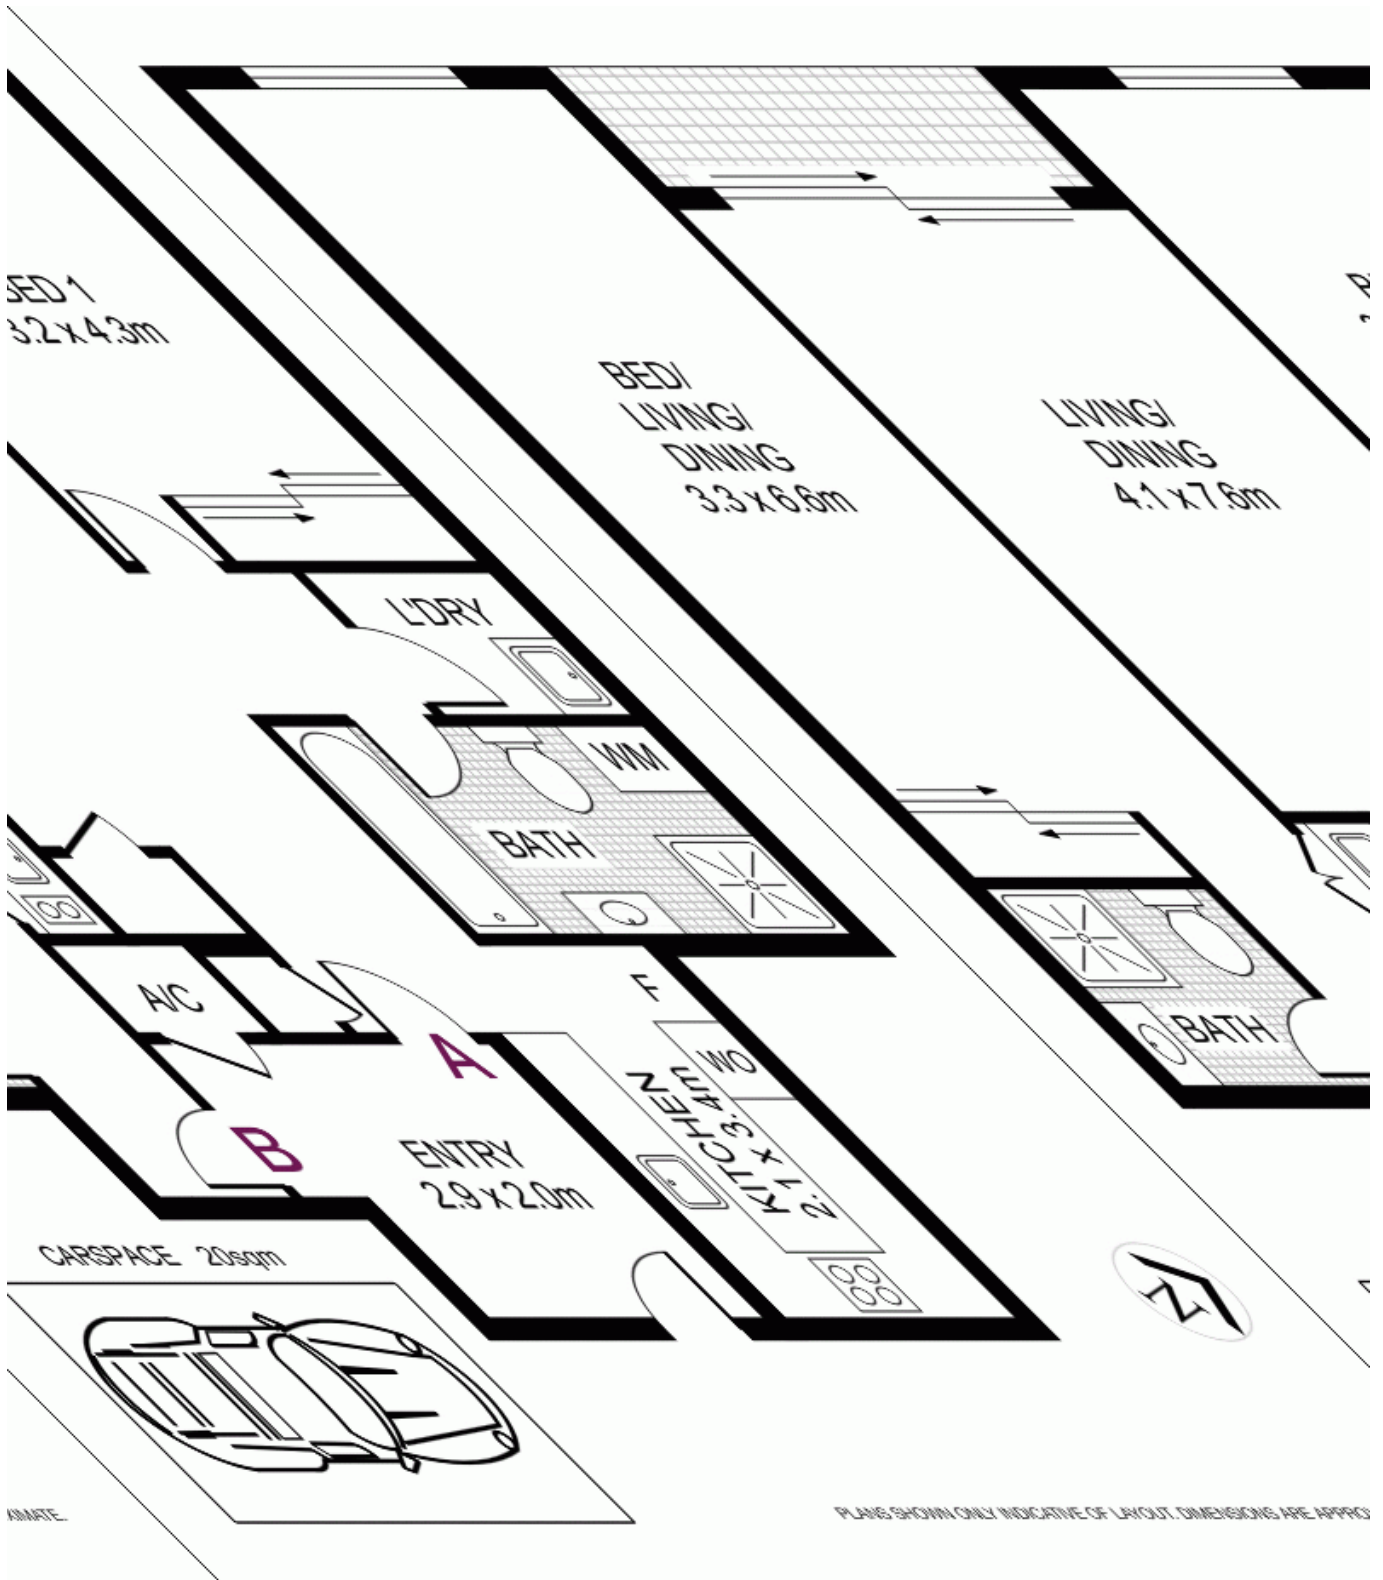 BED 1
3.2 x 4.3m
BED/
LIVING/
DINING
3.3 x 6.6m
LIVING/
DINING
4.1 x 7.6m
L'DRY
WM
BATH
F
WO
KITCHEN
2.1 x 3.4m
A/C
A
B
ENTRY
2.9 x 2.0m
BATH
CARSPACE 20sqm
N
XIMATE.
PLANS SHOWN ONLY INDICATIVE OF LAYOUT. DIMENSIONS ARE APPRO